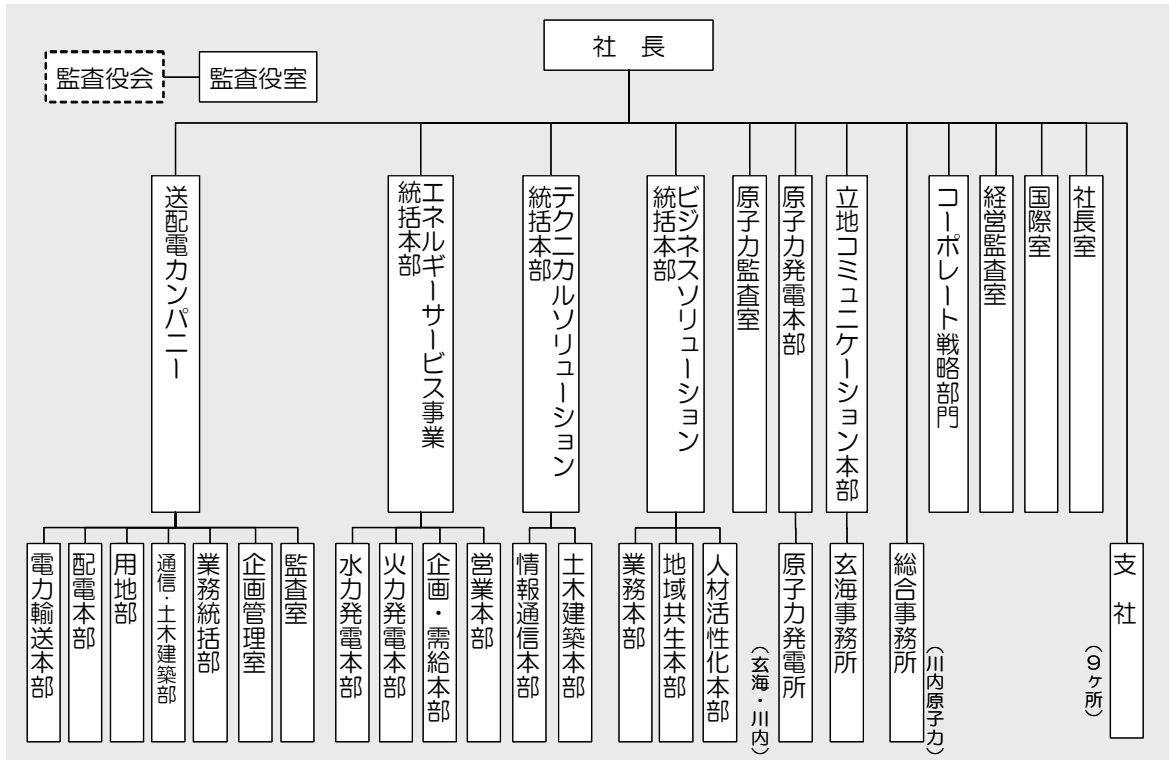 社　長
監査役会
監査役室
送配電カンパニー
エネルギーサービス事業
統括本部
テクニカルソリューション
統括本部
ビジネスソリューション
統括本部
原子力監査室
原子力発電本部
立地コミュニケーション本部
コーポレート戦略部門
経営監査室
国際室
社長室
電力輸送本部
配電本部
用地部
通信・土木建築部
業務統括部
企画管理室
監査室
水力発電本部
火力発電本部
企画・需給本部
営業本部
情報通信本部
土木建築本部
業務本部
地域共生本部
人材活性化本部
原子力発電所
（玄海・川内）
玄海事務所
総合事務所
（川内原子力）
支　社
（９ヶ所）